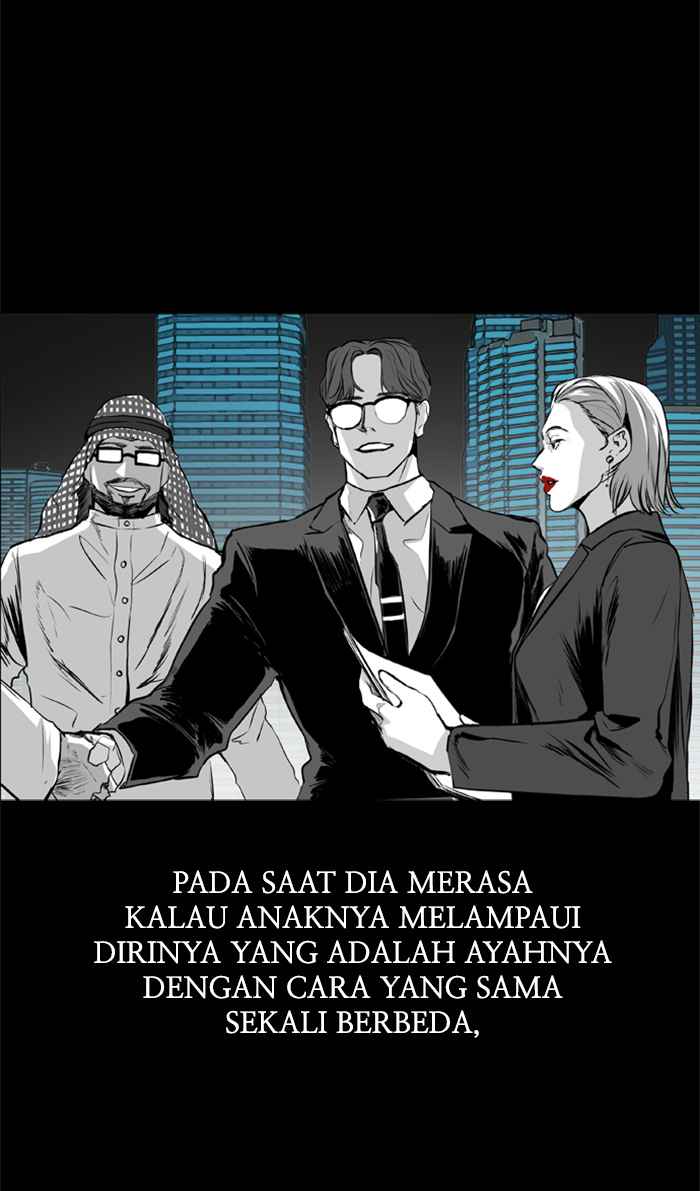 PADA SAAT DIA MERASA
KALAU ANAKNYA MELAMPAUI
DIRINYA YANG ADALAH AYAHNYA
DENGAN CARA YANG SAMA
SEKALI BERBEDA,